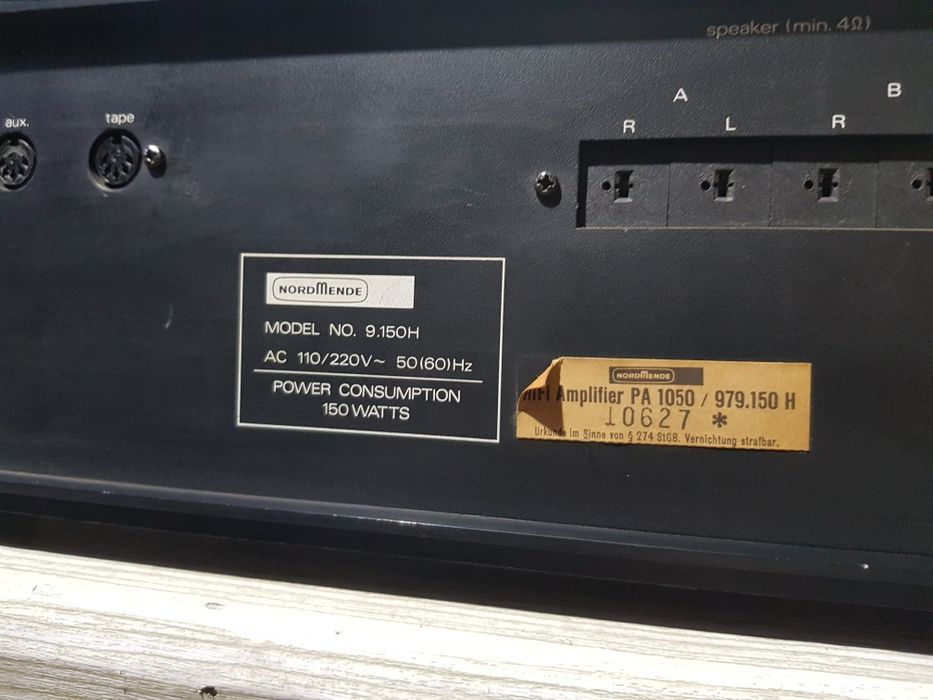 speaker (min. 4Ω)
A B
R L R
aux. tape
NORDMENDE
MODEL NO. 9.150H
AC 110/220V~ 50(60)Hz
POWER CONSUMPTION
150 WATTS
NORDMENDE
HiFi Amplifier PA 1050 / 979.150 H
10627 *
Urkunde im Sinne von § 274 StGB. Vernichtung strafbar.